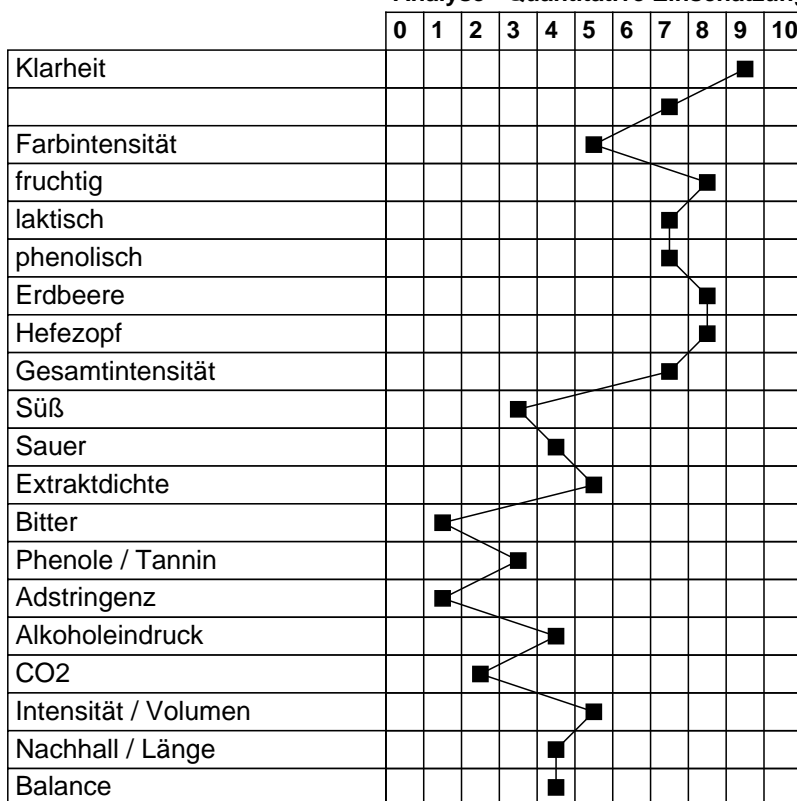 0 1 2 3 4 5 6 7 8 9 10
Klarheit
Farbintensität
fruchtig
laktisch
phenolisch
Erdbeere
Hefezopf
Gesamtintensität
Süß
Sauer
Extraktdichte
Bitter
Phenole / Tannin
Adstringenz
Alkoholeindruck
CO2
Intensität / Volumen
Nachhall / Länge
Balance